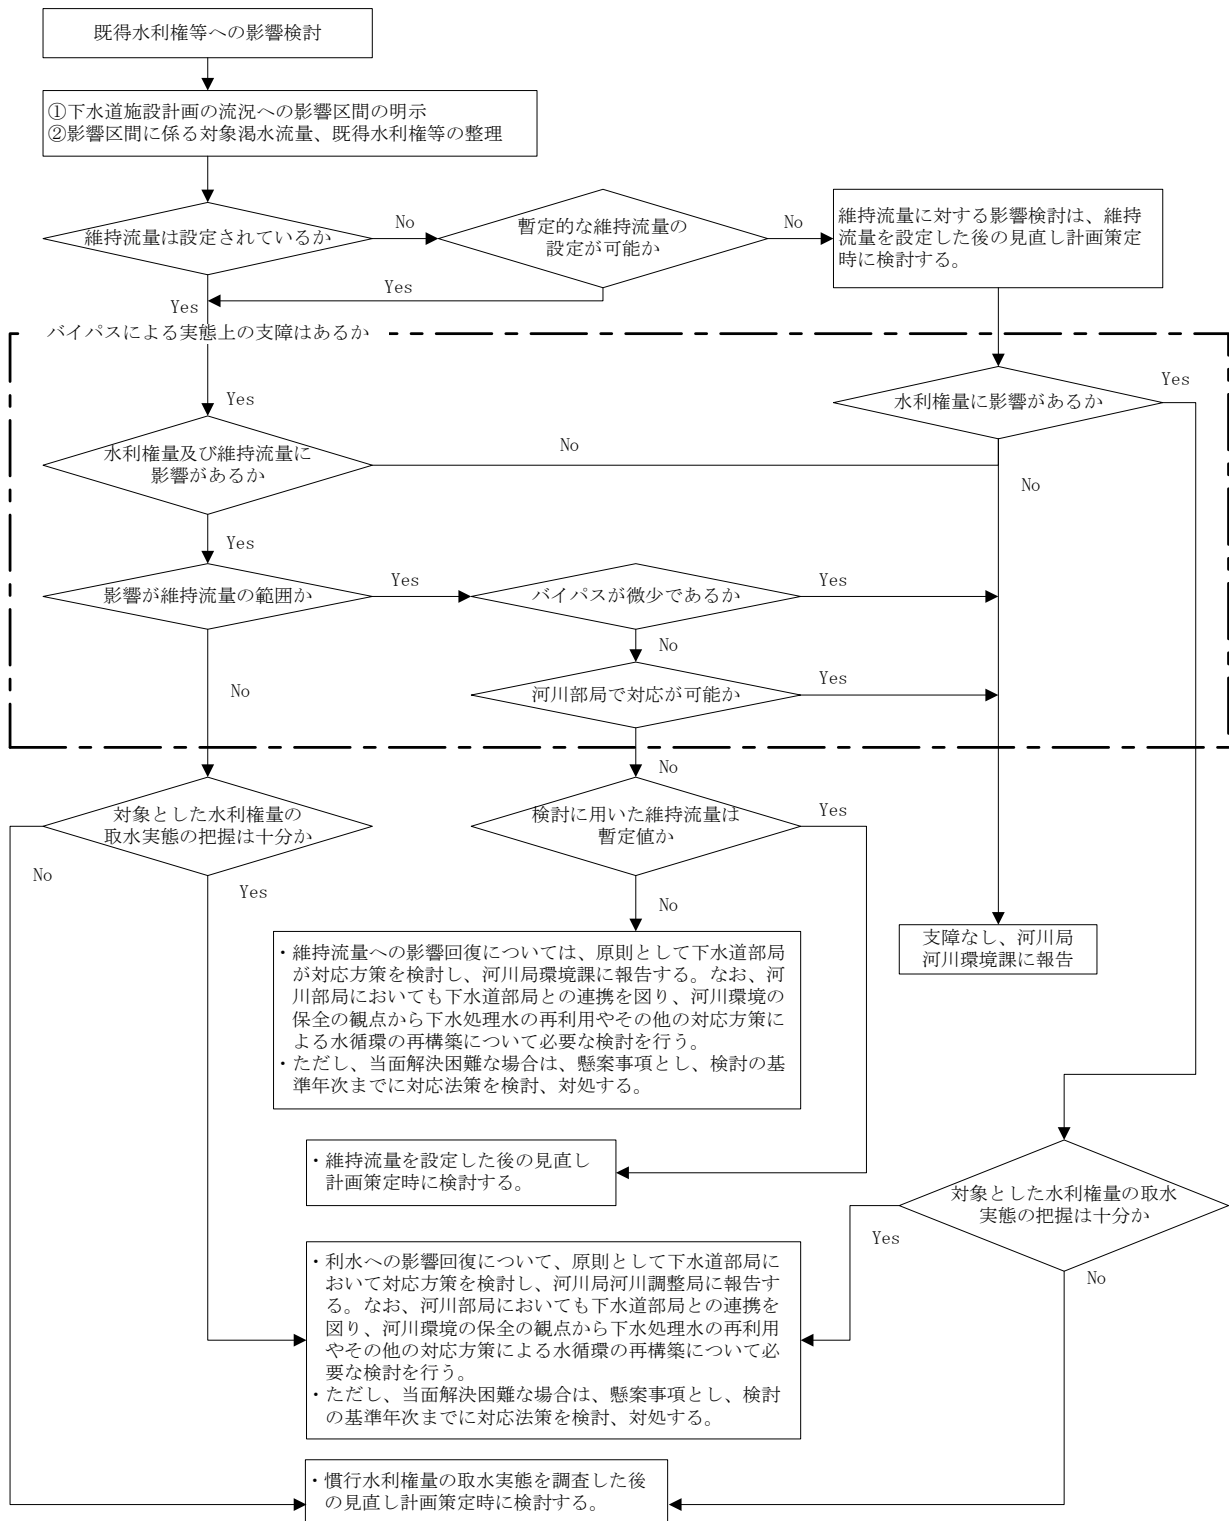 既得水利権等への影響検討
①下水道施設計画の流況への影響区間の明示
②影響区間に係る対象渇水流量、既得水利権等の整理
維持流量は設定されているか
No
暫定的な維持流量の
設定が可能か
No
維持流量に対する影響検討は、維持
流量を設定した後の見直し計画策定
時に検討する。
Yes
Yes
バイパスによる実態上の支障はあるか
Yes
水利権量に影響があるか
Yes
水利権量及び維持流量に
影響があるか
No
No
Yes
影響が維持流量の範囲か
Yes
バイパスが微少であるか
Yes
No
No
河川部局で対応が可能か
Yes
No
対象とした水利権量の
取水実態の把握は十分か
検討に用いた維持流量は
暫定値か
Yes
No
Yes
No
・維持流量への影響回復については、原則として下水道部局
が対応方策を検討し、河川局環境課に報告する。なお、河
川部局においても下水道部局との連携を図り、河川環境の
保全の観点から下水処理水の再利用やその他の対応方策に
よる水循環の再構築について必要な検討を行う。
・ただし、当面解決困難な場合は、懸案事項とし、検討の基
準年次までに対応法策を検討、対処する。
支障なし、河川局
河川環境課に報告
・維持流量を設定した後の見直し
計画策定時に検討する。
対象とした水利権量の取水
実態の把握は十分か
Yes
No
・利水への影響回復について、原則として下水道部局に
おいて対応方策を検討し、河川局河川調整局に報告す
る。なお、河川部局においても下水道部局との連携を
図り、河川環境の保全の観点から下水処理水の再利用
やその他の対応方策による水循環の再構築について必
要な検討を行う。
・ただし、当面解決困難な場合は、懸案事項とし、検討
の基準年次までに対応法策を検討、対処する。
・慣行水利権量の取水実態を調査した後
の見直し計画策定時に検討する。